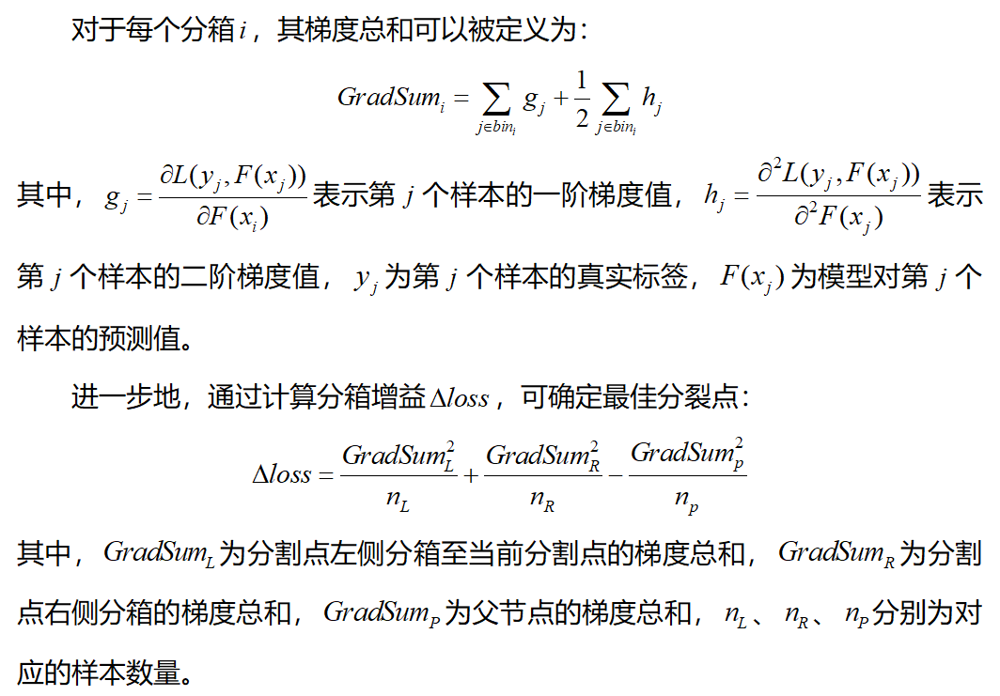 对于每个分箱 $i$，其梯度总和可以被定义为：
$$GradSum_i = \sum_{j \in bin_i} g_j + \frac{1}{2} \sum_{j \in bin_i} h_j$$
其中，$g_j = \frac{\partial L(y_j, F(x_j))}{\partial F(x_i)}$ 表示第 $j$ 个样本的一阶梯度值，$h_j = \frac{\partial^2 L(y_j, F(x_j))}{\partial^2 F(x_j)}$ 表示
第 $j$ 个样本的二阶梯度值，$y_j$ 为第 $j$ 个样本的真实标签，$F(x_j)$ 为模型对第 $j$ 个
样本的预测值。
进一步地，通过计算分箱增益 $\Delta loss$，可确定最佳分裂点：
$$\Delta loss = \frac{GradSum_L^2}{n_L} + \frac{GradSum_R^2}{n_R} - \frac{GradSum_p^2}{n_p}$$
其中，$GradSum_L$ 为分割点左侧分箱至当前分割点的梯度总和，$GradSum_R$ 为分割
点右侧分箱的梯度总和，$GradSum_P$ 为父节点的梯度总和，$n_L$、$n_R$、$n_P$ 分别为对
应的样本数量。